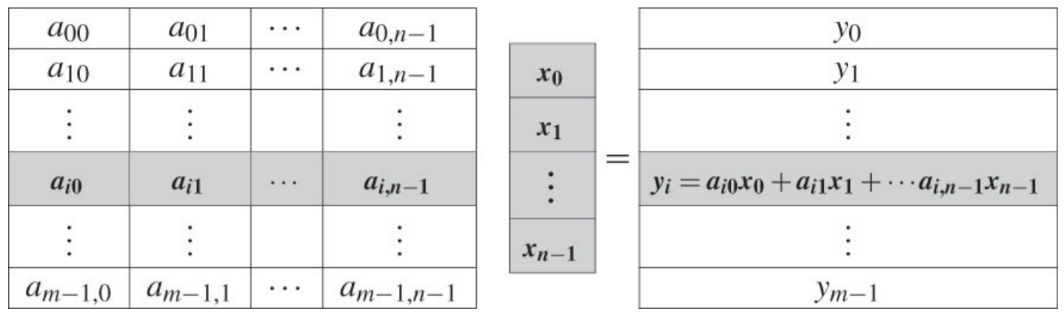 a₀₀ a₀₁ ⋯ a₀,ₙ₋₁
a₁₀ a₁₁ ⋯ a₁,ₙ₋₁
⋮ ⋮ ⋮
aᵢ₀ aᵢ₁ ⋯ aᵢ,ₙ₋₁
⋮ ⋮ ⋮
aₘ₋₁,₀ aₘ₋₁,₁ ⋯ aₘ₋₁,ₙ₋₁
x₀
x₁
⋮
xₙ₋₁
=
y₀
y₁
⋮
yᵢ = aᵢ₀x₀ + aᵢ₁x₁ + ⋯aᵢ,ₙ₋₁xₙ₋₁
⋮
yₘ₋₁